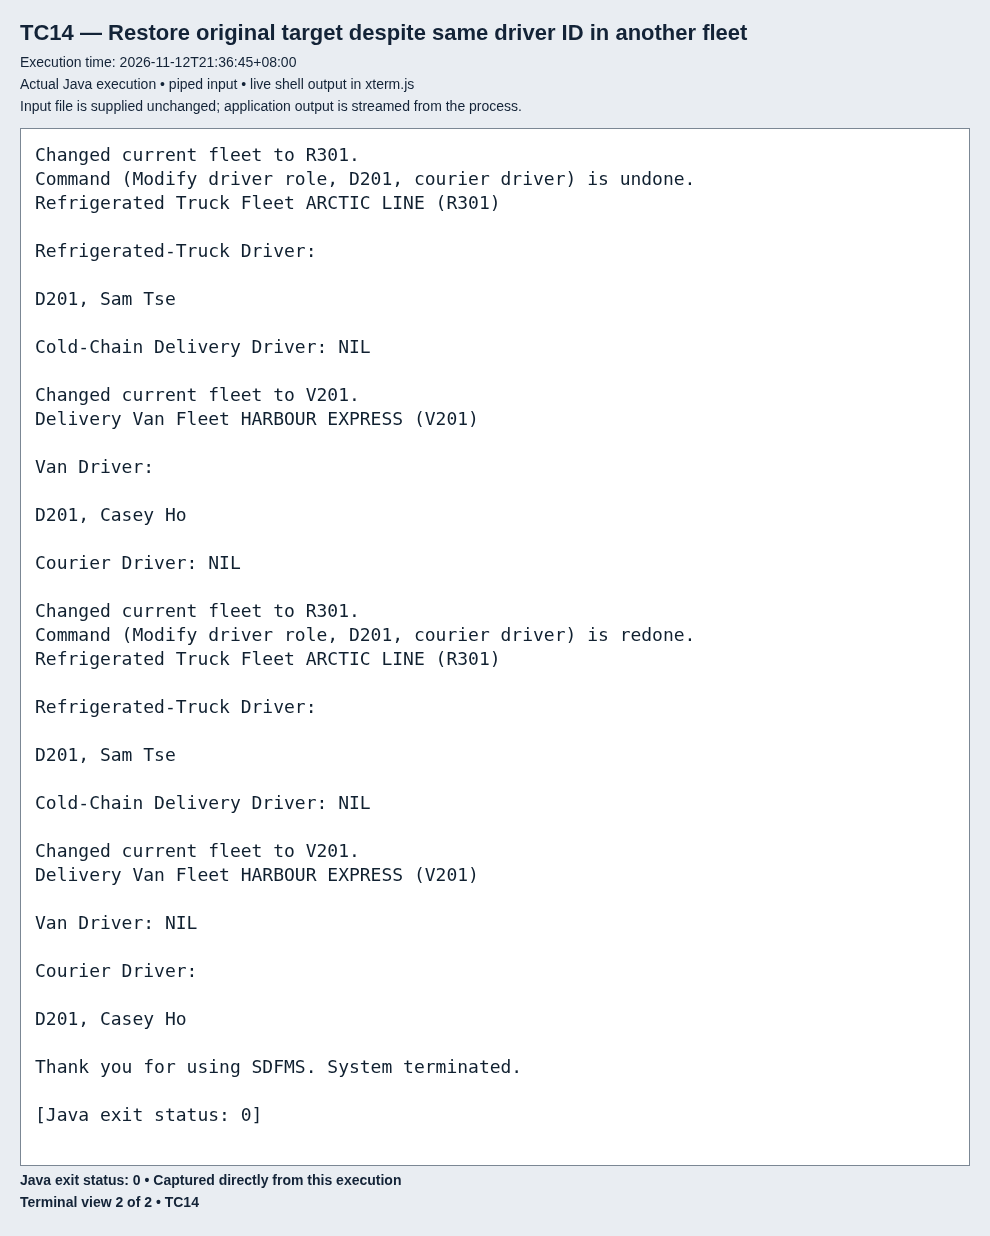 TC14 — Restore original target despite same driver ID in another fleet
Execution time: 2026-11-12T21:36:45+08:00
Actual Java execution • piped input • live shell output in xterm.js
Input file is supplied unchanged; application output is streamed from the process.
Changed current fleet to R301.
Command (Modify driver role, D201, courier driver) is undone.
Refrigerated Truck Fleet ARCTIC LINE (R301)
Refrigerated-Truck Driver:
D201, Sam Tse
Cold-Chain Delivery Driver: NIL
Changed current fleet to V201.
Delivery Van Fleet HARBOUR EXPRESS (V201)
Van Driver:
D201, Casey Ho
Courier Driver: NIL
Changed current fleet to R301.
Command (Modify driver role, D201, courier driver) is redone.
Refrigerated Truck Fleet ARCTIC LINE (R301)
Refrigerated-Truck Driver:
D201, Sam Tse
Cold-Chain Delivery Driver: NIL
Changed current fleet to V201.
Delivery Van Fleet HARBOUR EXPRESS (V201)
Van Driver: NIL
Courier Driver:
D201, Casey Ho
Thank you for using SDFMS. System terminated.
[Java exit status: 0]
Java exit status: 0 • Captured directly from this execution
Terminal view 2 of 2 • TC14